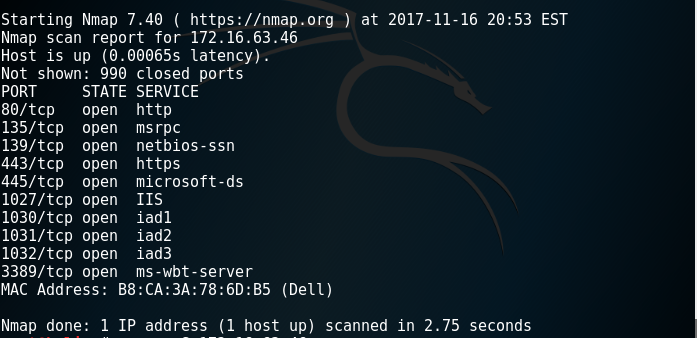 Starting Nmap 7.40 ( https://nmap.org ) at 2017-11-16 20:53 EST
Nmap scan report for 172.16.63.46
Host is up (0.00065s latency).
Not shown: 990 closed ports
PORT     STATE SERVICE
80/tcp   open  http
135/tcp  open  msrpc
139/tcp  open  netbios-ssn
443/tcp  open  https
445/tcp  open  microsoft-ds
1027/tcp open  IIS
1030/tcp open  iad1
1031/tcp open  iad2
1032/tcp open  iad3
3389/tcp open  ms-wbt-server
MAC Address: B8:CA:3A:78:6D:B5 (Dell)
Nmap done: 1 IP address (1 host up) scanned in 2.75 seconds